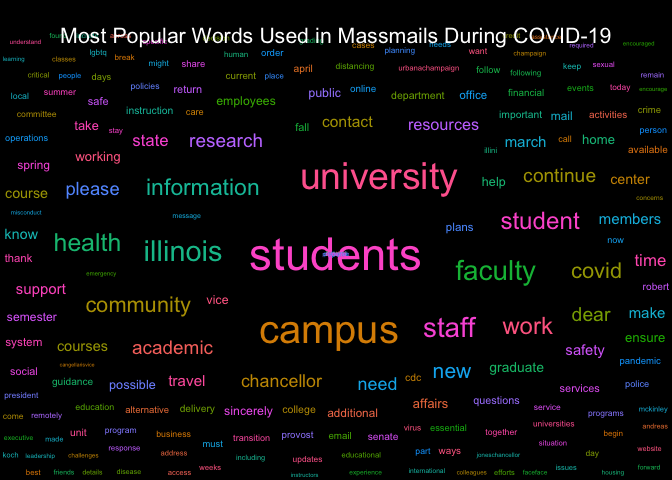 Most Popular Words Used in Massmails During COVID-19
understand
lgbtq
human
order
cases
planning
needs
want
champaign
required
encouraged
learning
classes
break
might
share
critical
people
days
current
place
april
distancing
urbanachampaign
follow
following
keep
sexual
remain
local
summer
safe
policies
return
employees
public
online
department
office
financial
events
today
encourage
committee
take
instruction
care
fall
contact
resources
important
mail
activities
crime
operations
stay
state
research
illini
march
call
home
person
available
spring
working
university
help
continue
center
course
please
information
concerns
misconduct
message
plans
student
members
know
health
illinois
students
now
thank
emergency
faculty
covid
time
support
community
vice
robert
semester
campus
staff
work
dear
make
system
courses
academic
safety
ensure
social
vangoliahsvice
guidance
possible
travel
chancellor
need
cdc
new
graduate
pandemic
president
services
police
come
remotely
education
alternative
delivery
sincerely
college
additional
affairs
questions
service
programs
mckinley
executive
made
unit
program
business
transition
provost
email
senate
virus
essential
together
universities
begin
andreas
koch
leadership
challenges
response
address
must
including
updates
educational
part
ways
joneschancellor
situation
day
website
best
friends
details
disease
access
weeks
instructors
experience
international
colleagues
efforts
faceface
issues
housing
forward